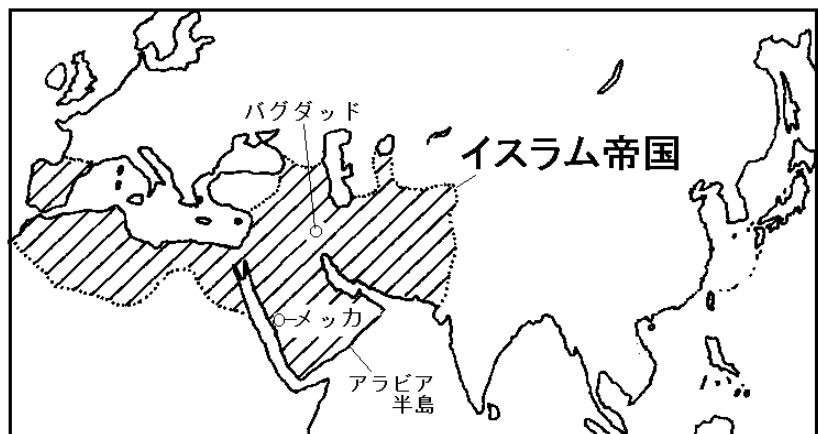 バグダッド
イスラム帝国
メッカ
アラビア
半島